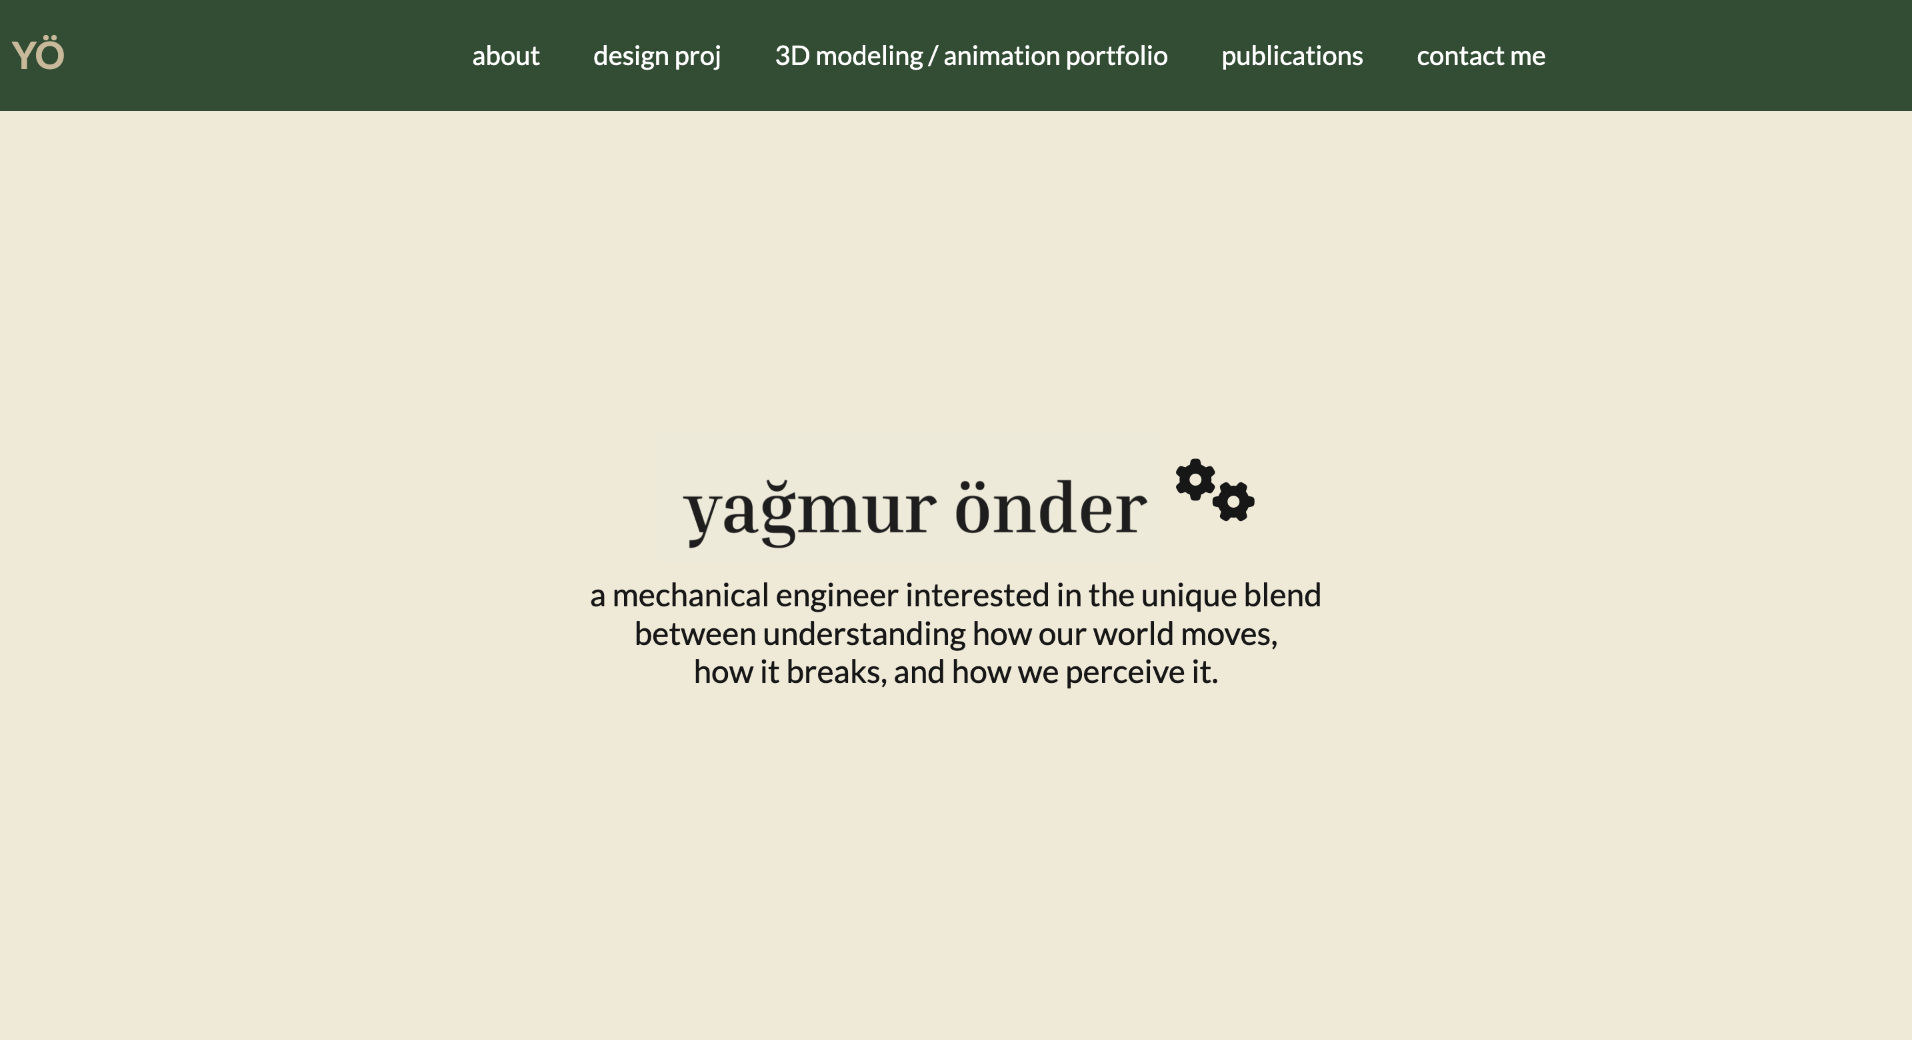 YÖ
about
design proj
3D modeling / animation portfolio
publications
contact me
yağmur önder
a mechanical engineer interested in the unique blend
between understanding how our world moves,
how it breaks, and how we perceive it.